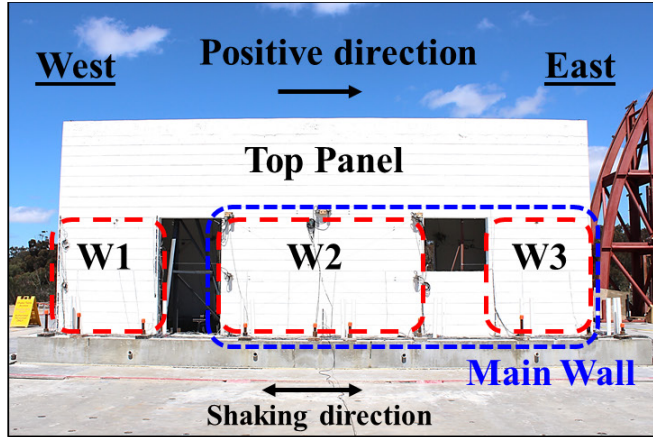 West
Positive direction
East
Top Panel
W1
W2
W3
Main Wall
Shaking direction